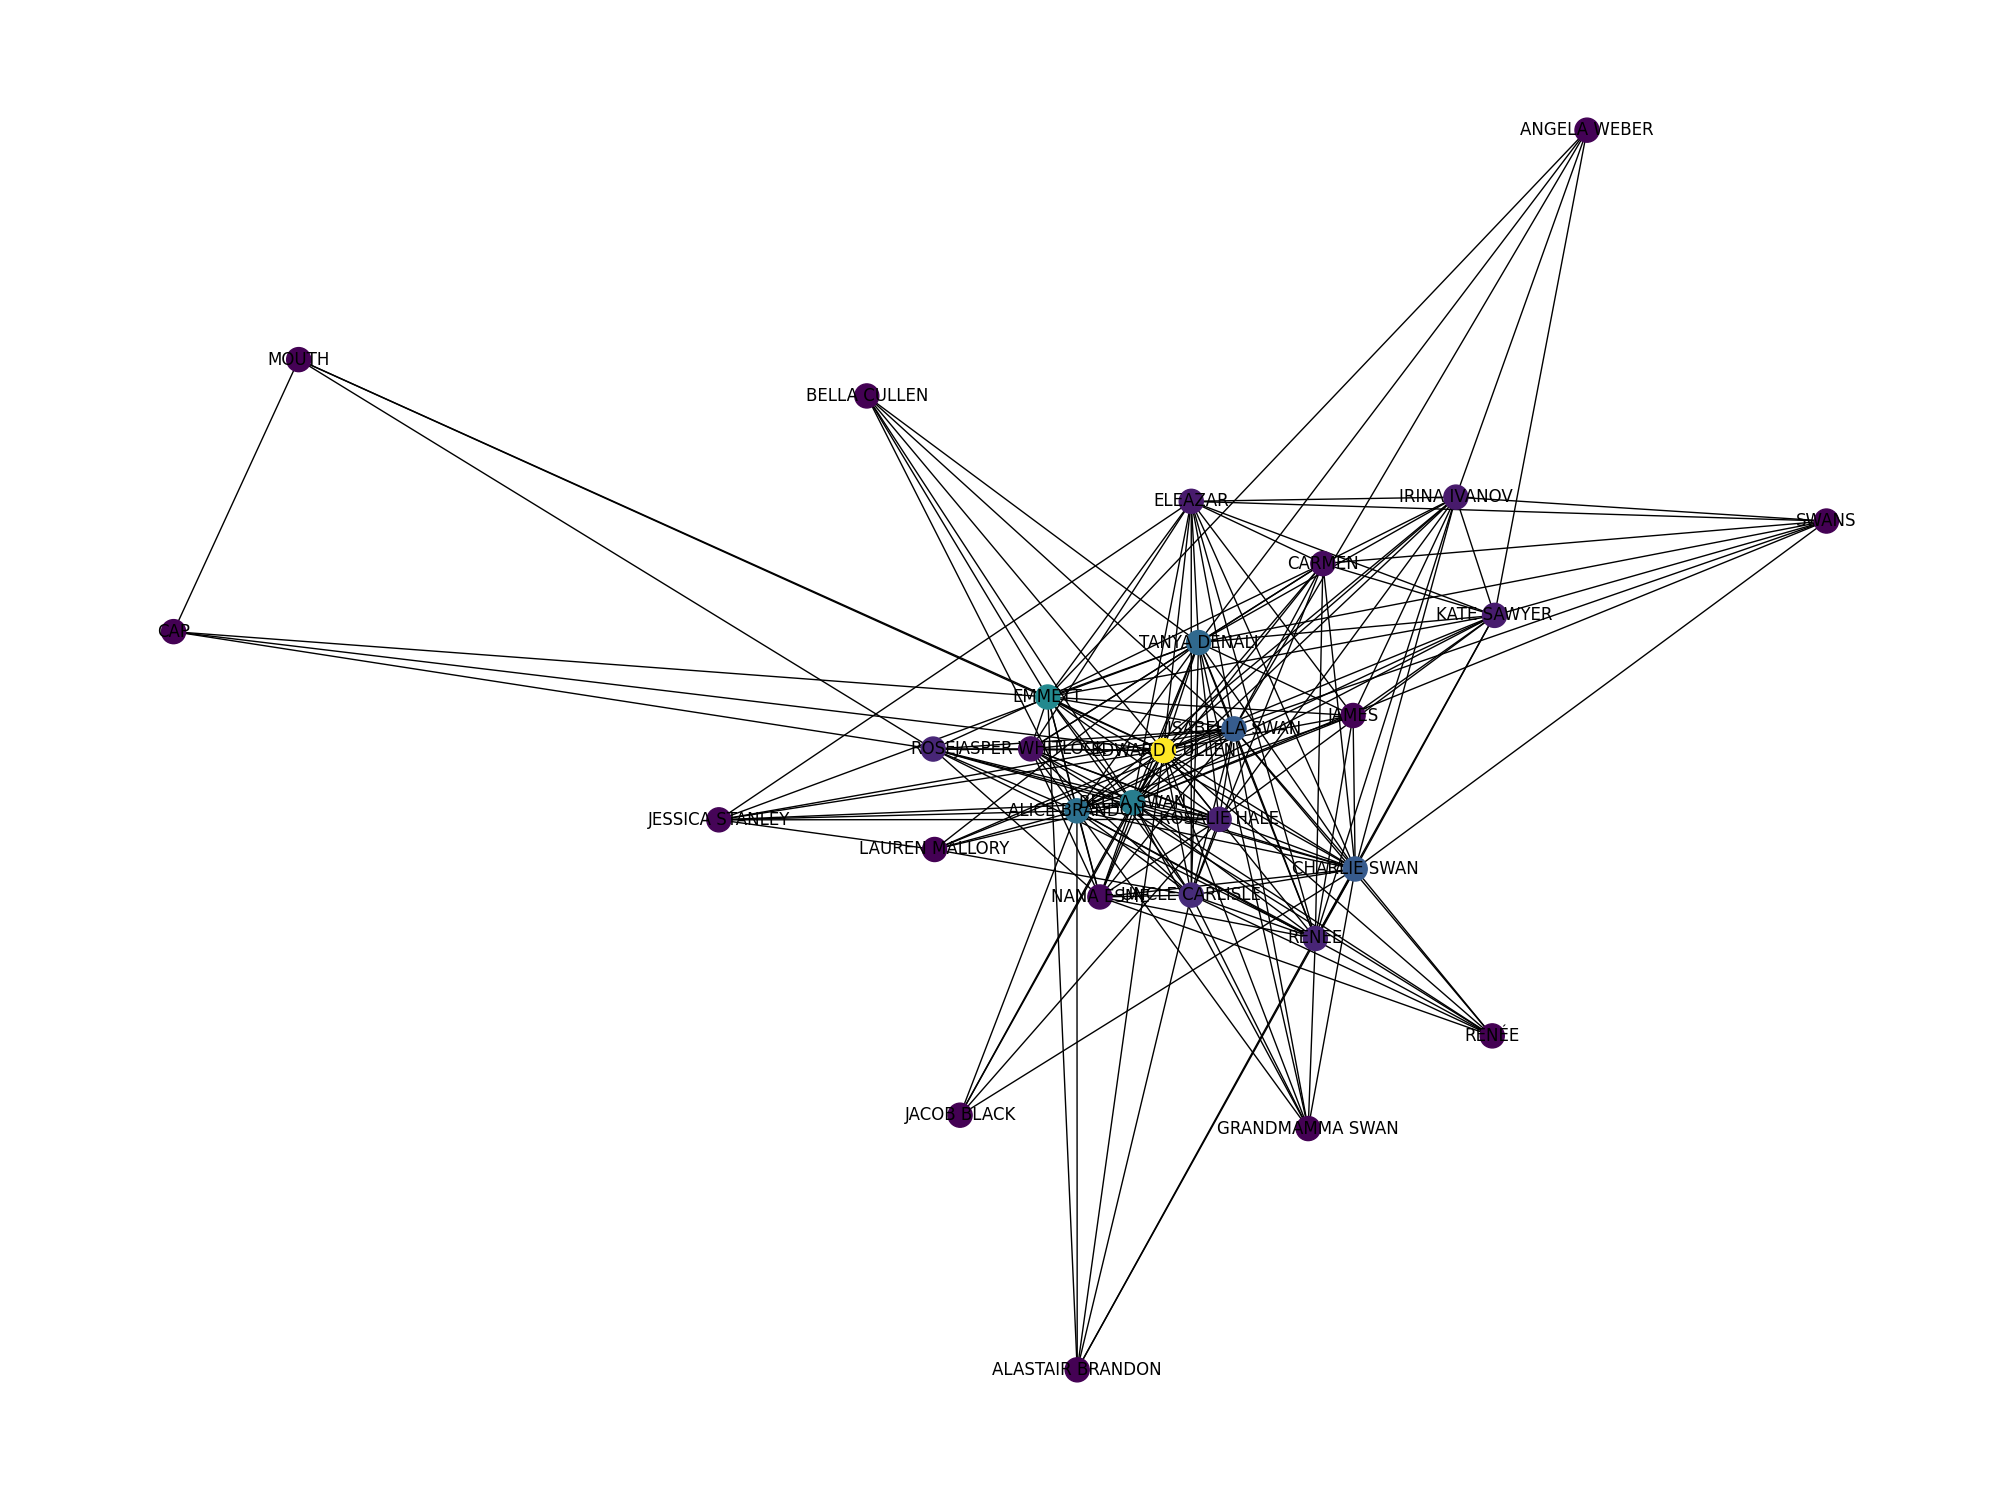 ANGELA WEBER
MOUTH
BELLA CULLEN
ELEAZAR
IRINA IVANOV
SWANS
CARMEN
KATE SAWYER
CAP
TANYA DENALI
EMMETT
JAMES
ISABELLA SWAN
ROSE
JASPER WHITLOCK
EDWARD CULLEN
BELLA SWAN
ALICE BRANDON
ROSALIE HALE
JESSICA STANLEY
LAUREN MALLORY
CHARLIE SWAN
NANA ESME
UNCLE CARLISLE
RENEE
RENÉE
JACOB BLACK
GRANDMAMMA SWAN
ALASTAIR BRANDON